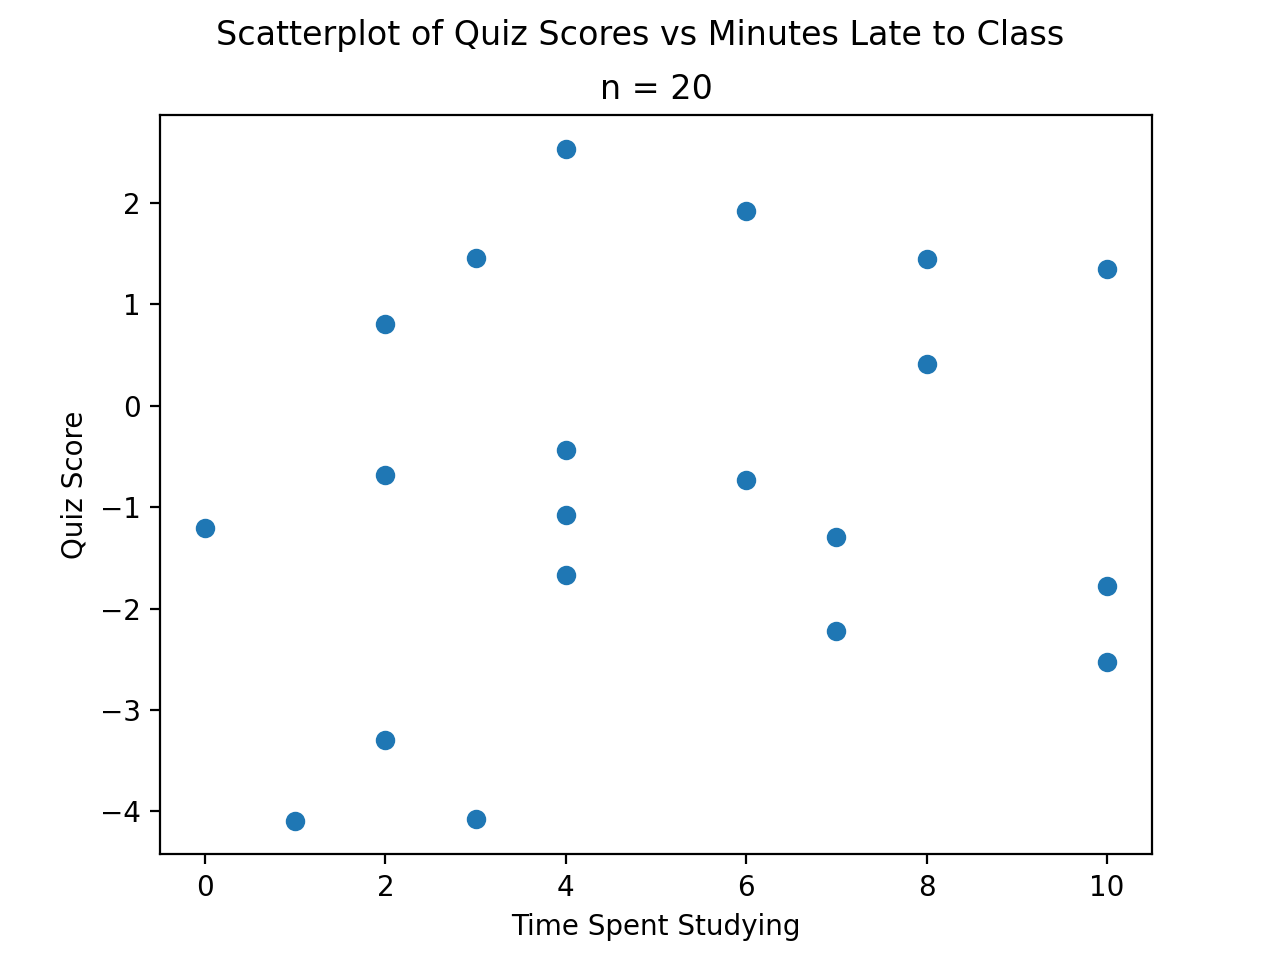 Scatterplot of Quiz Scores vs Minutes Late to Class
n = 20
2
1
0
−1
−2
−3
−4
Quiz Score
0 2 4 6 8 10
Time Spent Studying